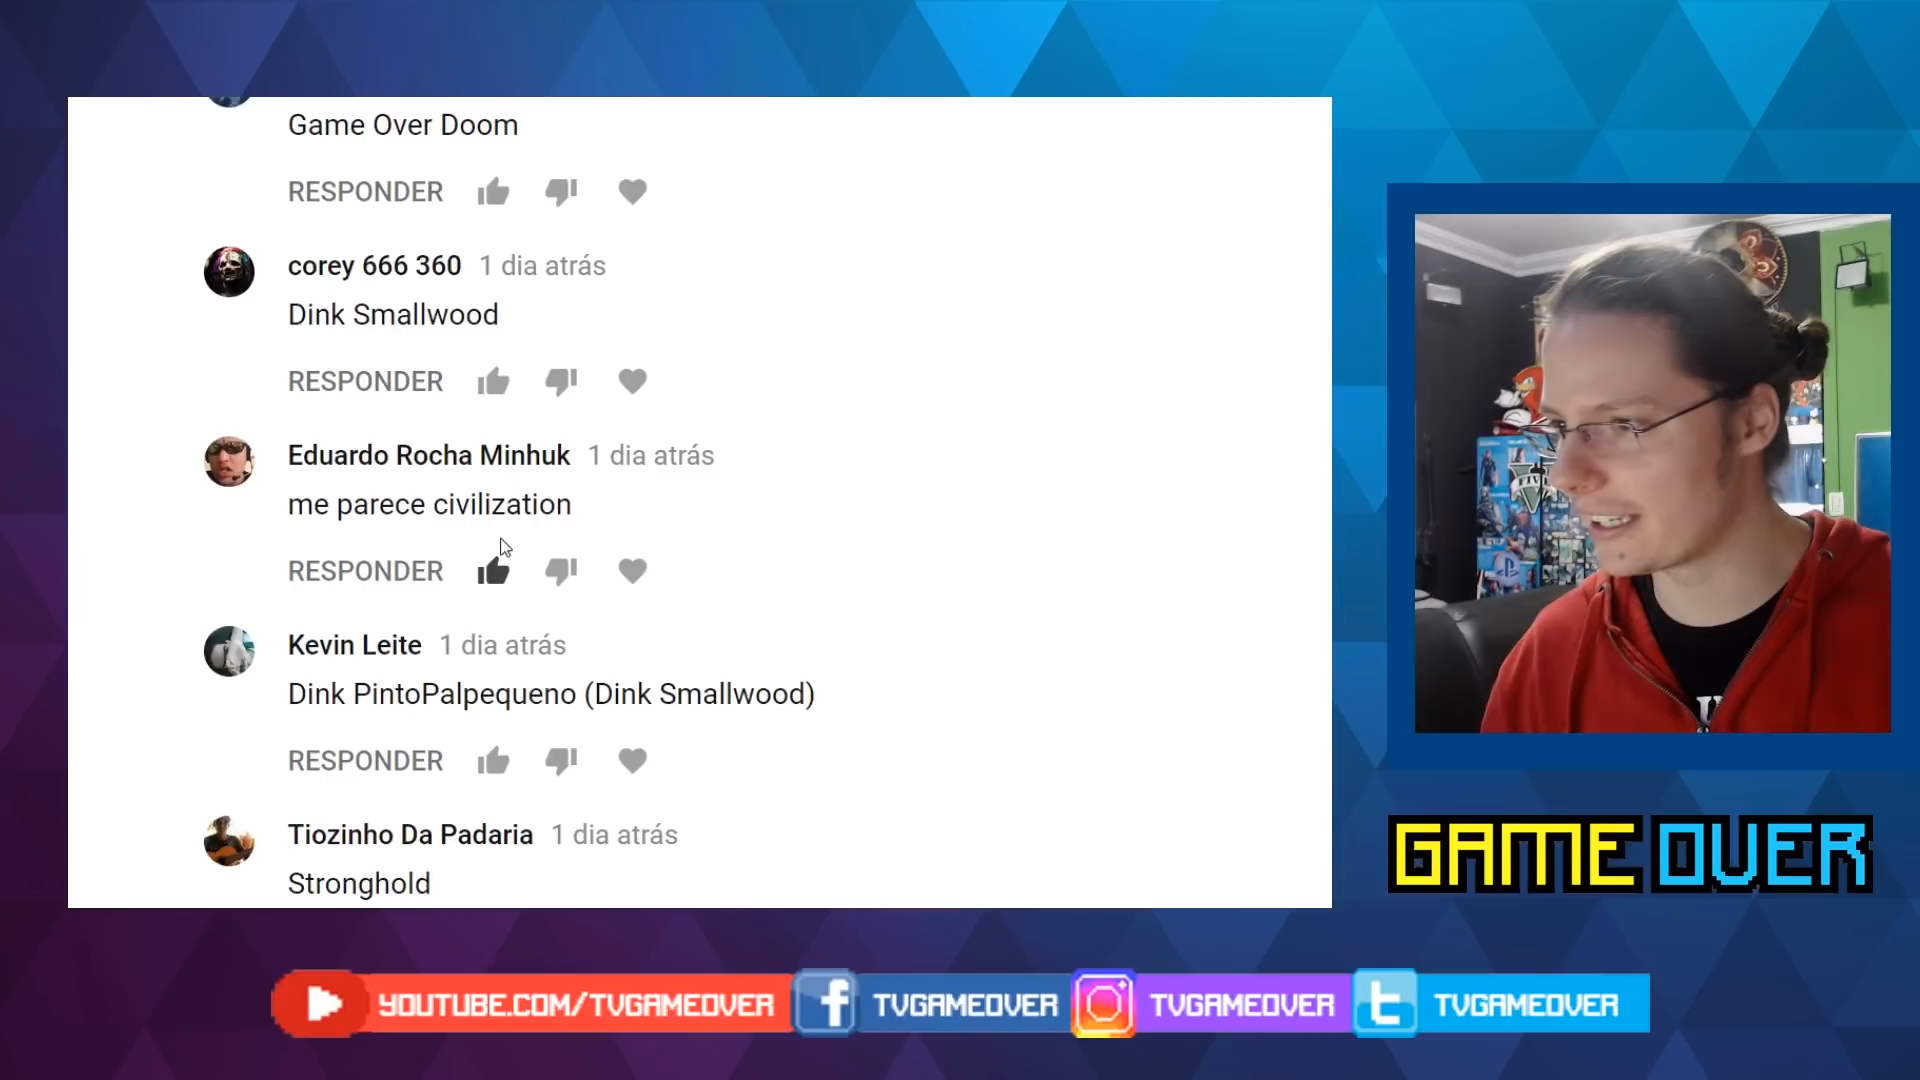 Game Over Doom
RESPONDER
corey 666 360 1 dia atrás
Dink Smallwood
RESPONDER
Eduardo Rocha Minhuk 1 dia atrás
me parece civilization
RESPONDER
Kevin Leite 1 dia atrás
Dink PintoPalpequeno (Dink Smallwood)
RESPONDER
Tiozinho Da Padaria 1 dia atrás
Stronghold
GAME OVER
YOUTUBE.COM/TVGAMEOVER
TVGAMEOVER
TVGAMEOVER
TVGAMEOVER